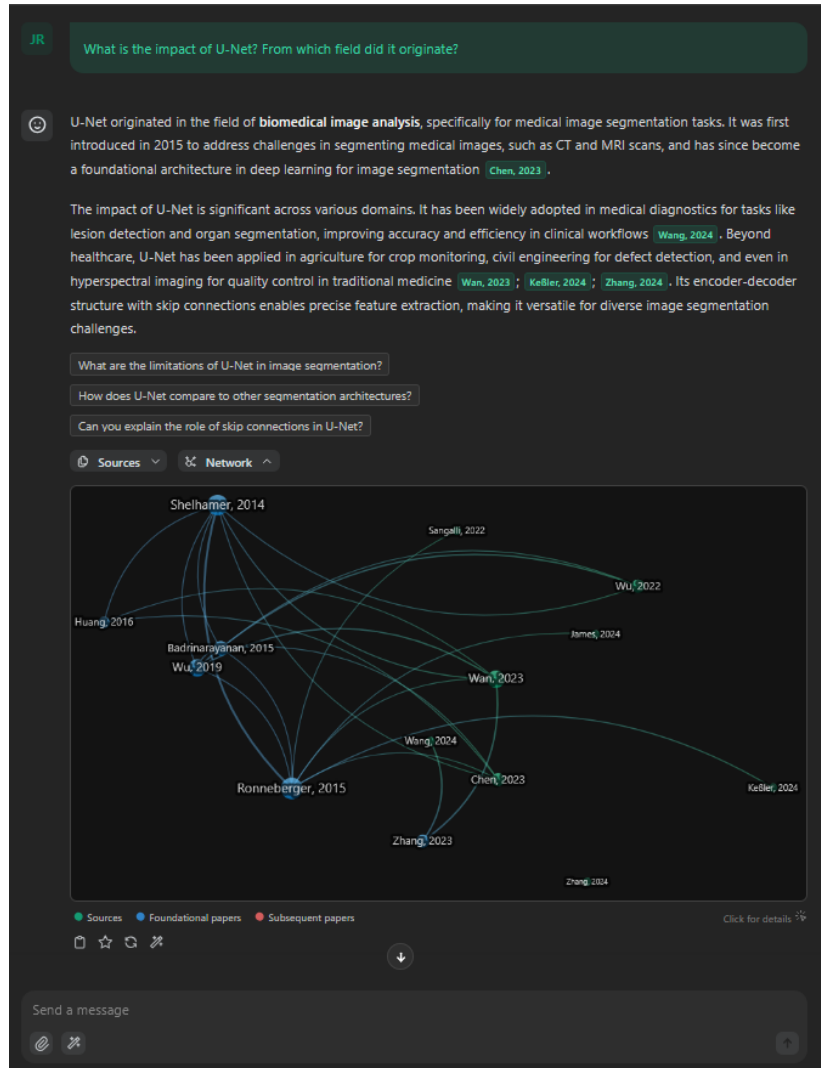 JR
What is the impact of U-Net? From which field did it originate?
U-Net originated in the field of biomedical image analysis, specifically for medical image segmentation tasks. It was first
introduced in 2015 to address challenges in segmenting medical images, such as CT and MRI scans, and has since become
a foundational architecture in deep learning for image segmentation Chen, 2023 .
The impact of U-Net is significant across various domains. It has been widely adopted in medical diagnostics for tasks like
lesion detection and organ segmentation, improving accuracy and efficiency in clinical workflows Wang, 2024 . Beyond
healthcare, U-Net has been applied in agriculture for crop monitoring, civil engineering for defect detection, and even in
hyperspectral imaging for quality control in traditional medicine Wan, 2023 ; Keßler, 2024 ; Zhang, 2024 . Its encoder-decoder
structure with skip connections enables precise feature extraction, making it versatile for diverse image segmentation
challenges.
What are the limitations of U-Net in image segmentation?
How does U-Net compare to other segmentation architectures?
Can you explain the role of skip connections in U-Net?
Sources Network
Shelhamer, 2014
Sangalli, 2022
Wu, 2022
Huang, 2016
James, 2024
Badrinarayanan, 2015
Wu, 2019
Wan, 2023
Wang, 2024
Chen, 2023
Ronneberger, 2015
Keßler, 2024
Zhang, 2023
Zhang, 2024
Sources Foundational papers Subsequent papers Click for details
Send a message